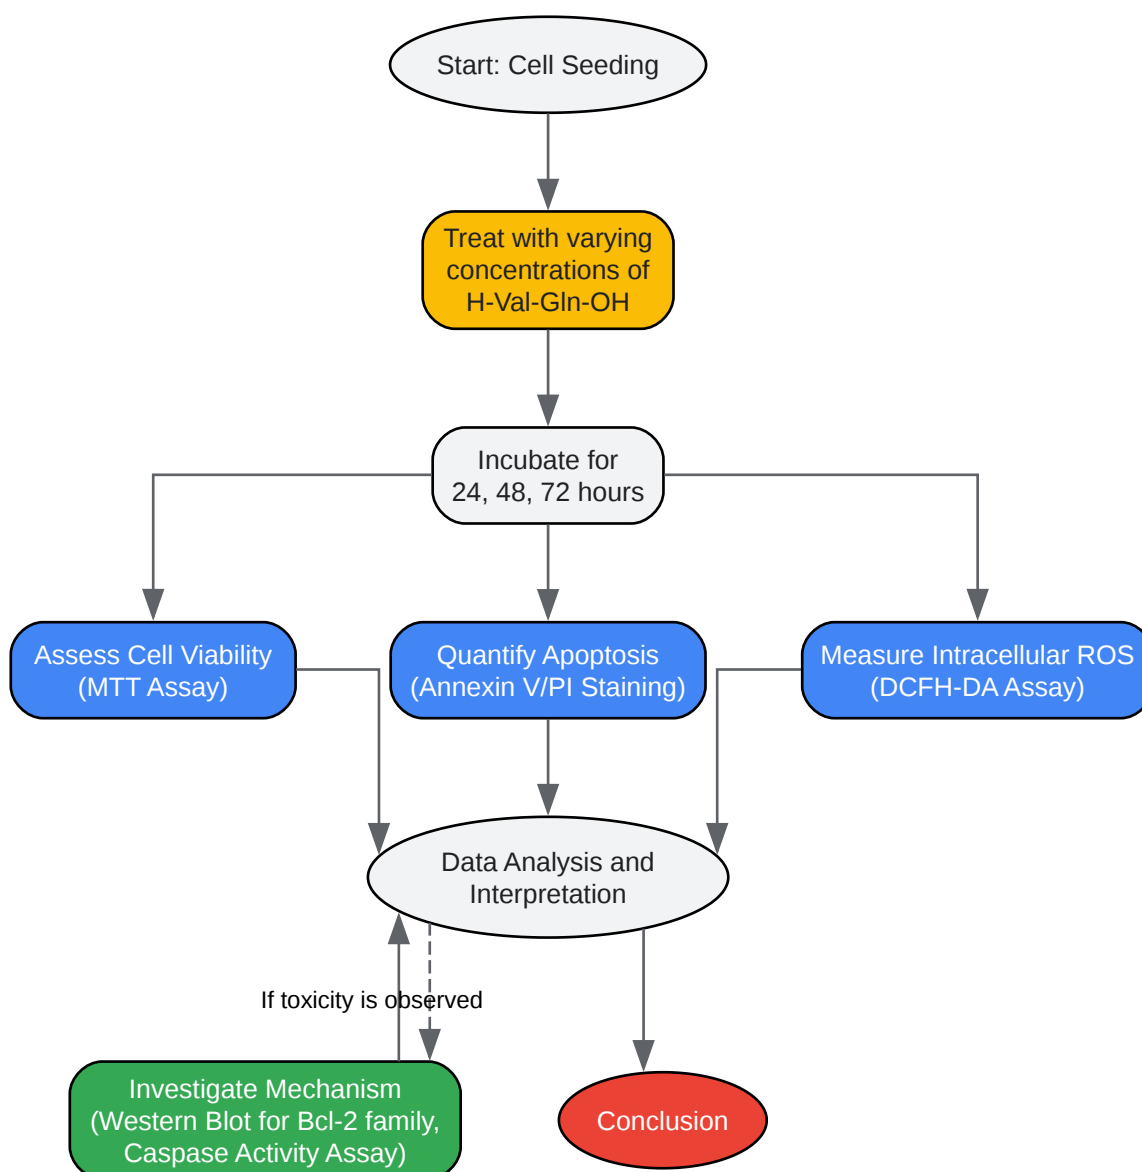 Start: Cell Seeding
Treat with varying
concentrations of
H-Val-Gln-OH
Incubate for
24, 48, 72 hours
Assess Cell Viability
(MTT Assay)
Quantify Apoptosis
(Annexin V/PI Staining)
Measure Intracellular ROS
(DCFH-DA Assay)
Data Analysis and
Interpretation
If toxicity is observed
Investigate Mechanism
(Western Blot for Bcl-2 family,
Caspase Activity Assay)
Conclusion